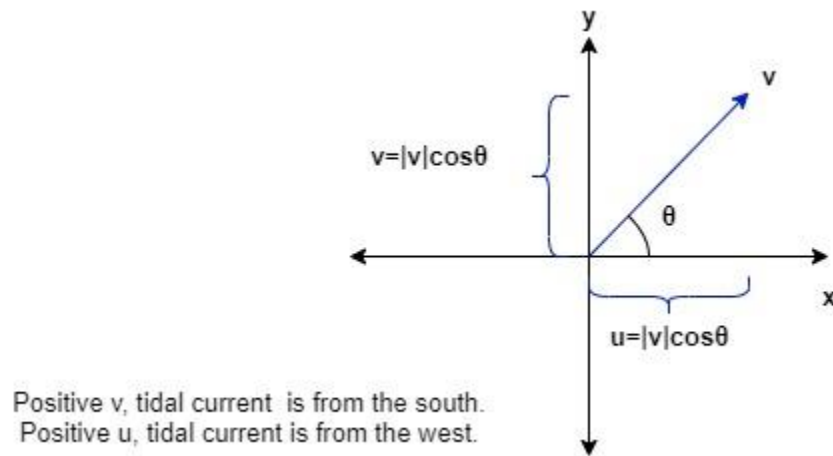 y
v
v=|v|cosθ
θ
x
u=|v|cosθ
Positive v, tidal current is from the south.
Positive u, tidal current is from the west.